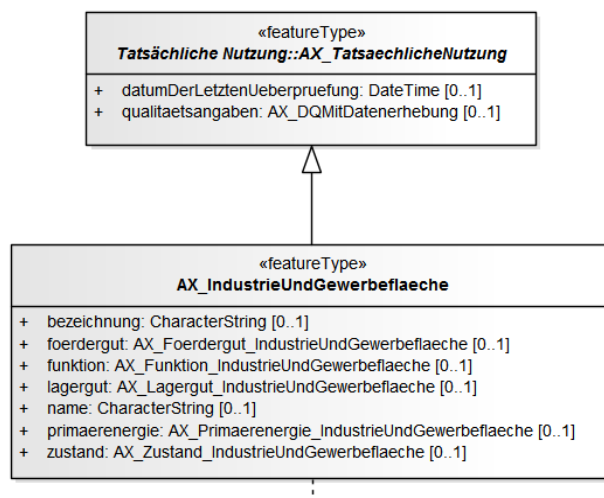 «featureType»
Tatsächliche Nutzung::AX_TatsaechlicheNutzung
+ datumDerLetztenUeberpruefung: DateTime [0..1]
+ qualitaetsangaben: AX_DQMitDatenerhebung [0..1]
«featureType»
AX_IndustrieUndGewerbeflaeche
+ bezeichnung: CharacterString [0..1]
+ foerdergut: AX_Foerdergut_IndustrieUndGewerbeflaeche [0..1]
+ funktion: AX_Funktion_IndustrieUndGewerbeflaeche [0..1]
+ lagergut: AX_Lagergut_IndustrieUndGewerbeflaeche [0..1]
+ name: CharacterString [0..1]
+ primaerenergie: AX_Primaerenergie_IndustrieUndGewerbeflaeche [0..1]
+ zustand: AX_Zustand_IndustrieUndGewerbeflaeche [0..1]